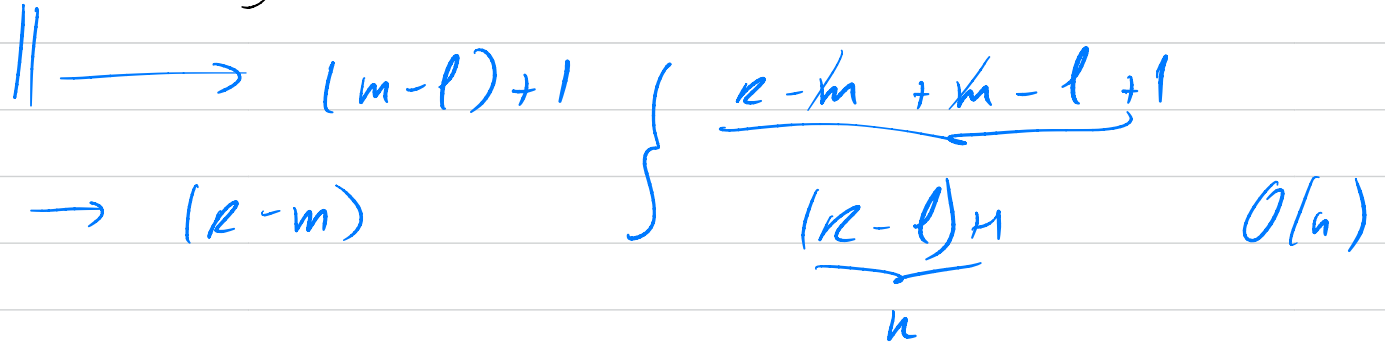 || → (m-l)+1 } r-m+m-l+1
→ (r-m) (r-l)+1 O(n)
n